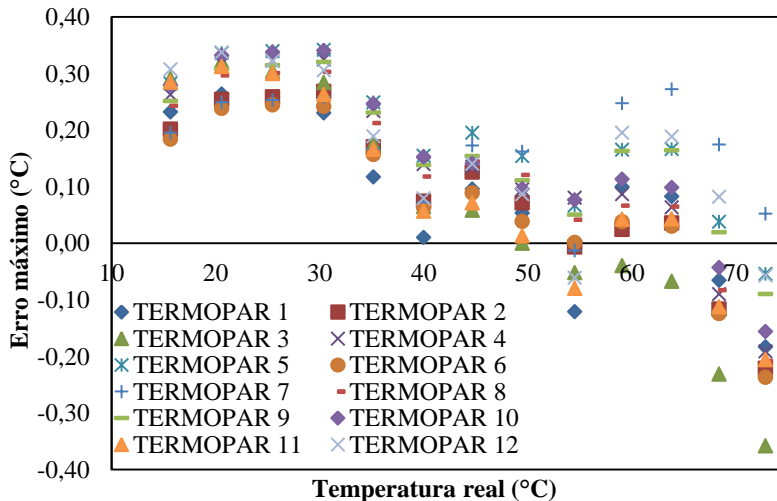 0,40
0,30
0,20
0,10
0,00
-0,10
-0,20
-0,30
-0,40
Erro máximo (°C)
10 20 30 40 50 60 70
TERMOPAR 1 TERMOPAR 2
TERMOPAR 3 TERMOPAR 4
TERMOPAR 5 TERMOPAR 6
TERMOPAR 7 TERMOPAR 8
TERMOPAR 9 TERMOPAR 10
TERMOPAR 11 TERMOPAR 12
Temperatura real (°C)